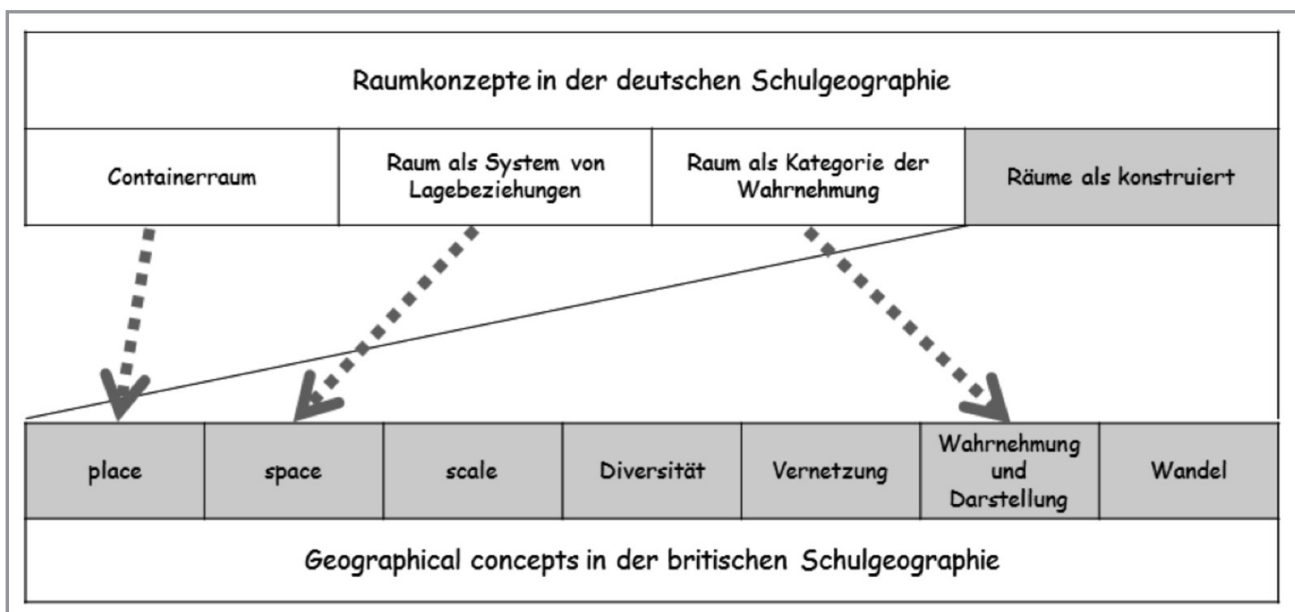 Raumkonzepte in der deutschen Schulgeographie
Containerraum
Raum als System von
Lagebeziehungen
Raum als Kategorie der
Wahrnehmung
Räume als konstruiert
place
space
scale
Diversität
Vernetzung
Wahrnehmung
und
Darstellung
Wandel
Geographical concepts in der britischen Schulgeographie